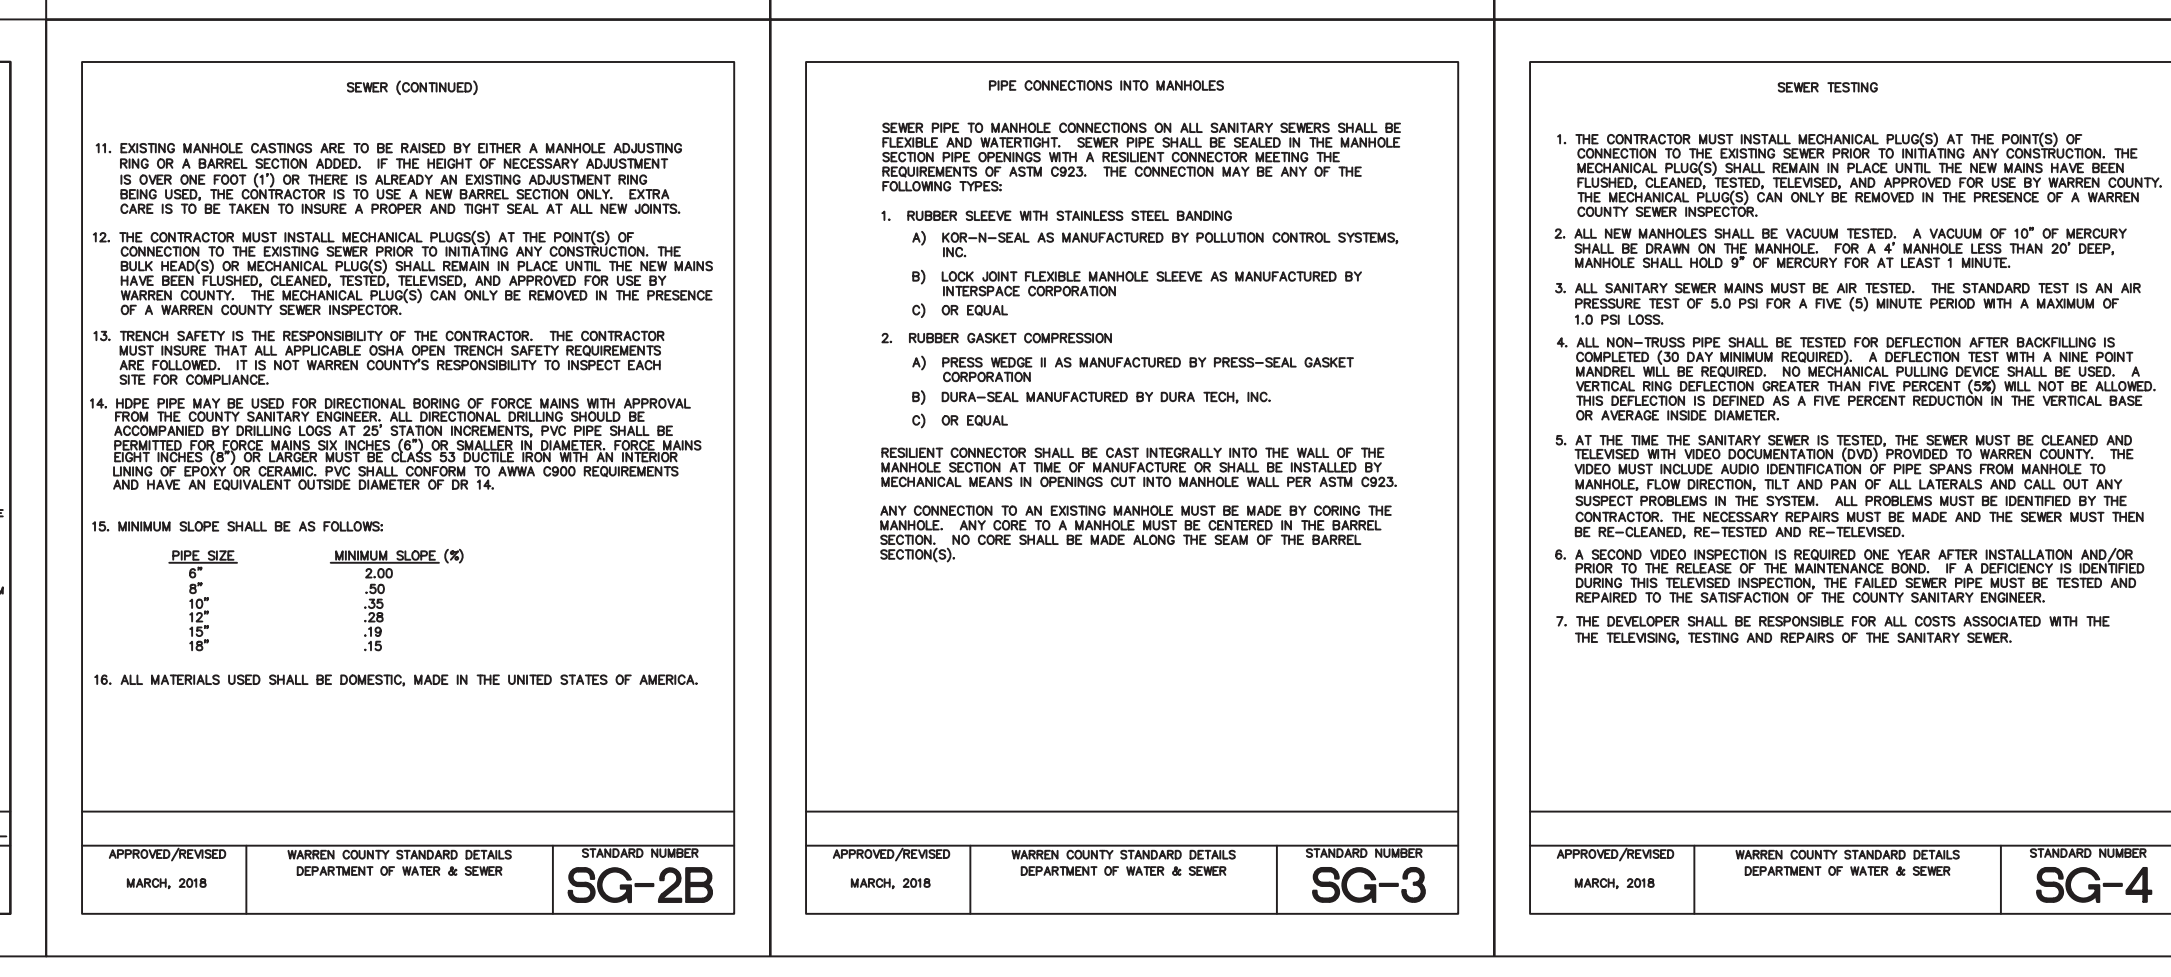 SEWER (CONTINUED)
11. EXISTING MANHOLE CASTINGS ARE TO BE RAISED BY EITHER A MANHOLE ADJUSTING
RING OR A BARREL SECTION ADDED. IF THE HEIGHT OF NECESSARY ADJUSTMENT
IS OVER ONE FOOT (1') OR THERE IS ALREADY AN EXISTING ADJUSTMENT RING
BEING USED, THE CONTRACTOR IS TO USE A NEW BARREL SECTION ONLY. EXTRA
CARE IS TO BE TAKEN TO INSURE A PROPER AND TIGHT SEAL AT ALL NEW JOINTS.
12. THE CONTRACTOR MUST INSTALL MECHANICAL PLUGS(S) AT THE POINT(S) OF
CONNECTION TO THE EXISTING SEWER PRIOR TO INITIATING ANY CONSTRUCTION. THE
BULK HEAD(S) OR MECHANICAL PLUG(S) SHALL REMAIN IN PLACE UNTIL THE NEW MAINS
HAVE BEEN FLUSHED, CLEANED, TESTED, TELEVISED, AND APPROVED FOR USE BY
WARREN COUNTY. THE MECHANICAL PLUG(S) CAN ONLY BE REMOVED IN THE PRESENCE
OF A WARREN COUNTY SEWER INSPECTOR.
13. TRENCH SAFETY IS THE RESPONSIBILITY OF THE CONTRACTOR. THE CONTRACTOR
MUST INSURE THAT ALL APPLICABLE OSHA OPEN TRENCH SAFETY REQUIREMENTS
ARE FOLLOWED. IT IS NOT WARREN COUNTY'S RESPONSIBILITY TO INSPECT EACH
SITE FOR COMPLIANCE.
14. HDPE PIPE MAY BE USED FOR DIRECTIONAL BORING OF FORCE MAINS WITH APPROVAL
FROM THE COUNTY SANITARY ENGINEER. ALL DIRECTIONAL DRILLING SHOULD BE
ACCOMPANIED BY DRILLING LOGS AT 25' STATION INCREMENTS, PVC PIPE SHALL BE
PERMITTED FOR FORCE MAINS SIX INCHES (6") OR SMALLER IN DIAMETER. FORCE MAINS
EIGHT INCHES (8") OR LARGER MUST BE CLASS 53 DUCTILE IRON WITH AN INTERIOR
LINING OF EPOXY OR CERAMIC. PVC SHALL CONFORM TO AWWA C900 REQUIREMENTS
AND HAVE AN EQUIVALENT OUTSIDE DIAMETER OF DR 14.
15. MINIMUM SLOPE SHALL BE AS FOLLOWS:
PIPE SIZE MINIMUM SLOPE (%)
6" 2.00
8" .50
10" .35
12" .28
15" .19
18" .15
16. ALL MATERIALS USED SHALL BE DOMESTIC, MADE IN THE UNITED STATES OF AMERICA.
APPROVED/REVISED
MARCH, 2018
WARREN COUNTY STANDARD DETAILS
DEPARTMENT OF WATER & SEWER
STANDARD NUMBER
SG-2B
PIPE CONNECTIONS INTO MANHOLES
SEWER PIPE TO MANHOLE CONNECTIONS ON ALL SANITARY SEWERS SHALL BE
FLEXIBLE AND WATERTIGHT. SEWER PIPE SHALL BE SEALED IN THE MANHOLE
SECTION PIPE OPENINGS WITH A RESILIENT CONNECTOR MEETING THE
REQUIREMENTS OF ASTM C923. THE CONNECTION MAY BE ANY OF THE
FOLLOWING TYPES:
1. RUBBER SLEEVE WITH STAINLESS STEEL BANDING
A) KOR-N-SEAL AS MANUFACTURED BY POLLUTION CONTROL SYSTEMS,
INC.
B) LOCK JOINT FLEXIBLE MANHOLE SLEEVE AS MANUFACTURED BY
INTERSPACE CORPORATION
C) OR EQUAL
2. RUBBER GASKET COMPRESSION
A) PRESS WEDGE II AS MANUFACTURED BY PRESS-SEAL GASKET
CORPORATION
B) DURA-SEAL MANUFACTURED BY DURA TECH, INC.
C) OR EQUAL
RESILIENT CONNECTOR SHALL BE CAST INTEGRALLY INTO THE WALL OF THE
MANHOLE SECTION AT TIME OF MANUFACTURE OR SHALL BE INSTALLED BY
MECHANICAL MEANS IN OPENINGS CUT INTO MANHOLE WALL PER ASTM C923.
ANY CONNECTION TO AN EXISTING MANHOLE MUST BE MADE BY CORING THE
MANHOLE. ANY CORE TO A MANHOLE MUST BE CENTERED IN THE BARREL
SECTION. NO CORE SHALL BE MADE ALONG THE SEAM OF THE BARREL
SECTION(S).
APPROVED/REVISED
MARCH, 2018
WARREN COUNTY STANDARD DETAILS
DEPARTMENT OF WATER & SEWER
STANDARD NUMBER
SG-3
SEWER TESTING
1. THE CONTRACTOR MUST INSTALL MECHANICAL PLUG(S) AT THE POINT(S) OF
CONNECTION TO THE EXISTING SEWER PRIOR TO INITIATING ANY CONSTRUCTION. THE
MECHANICAL PLUG(S) SHALL REMAIN IN PLACE UNTIL THE NEW MAINS HAVE BEEN
FLUSHED, CLEANED, TESTED, TELEVISED, AND APPROVED FOR USE BY WARREN COUNTY.
THE MECHANICAL PLUG(S) CAN ONLY BE REMOVED IN THE PRESENCE OF A WARREN
COUNTY SEWER INSPECTOR.
2. ALL NEW MANHOLES SHALL BE VACUUM TESTED. A VACUUM OF 10" OF MERCURY
SHALL BE DRAWN ON THE MANHOLE. FOR A 4' MANHOLE LESS THAN 20' DEEP,
MANHOLE SHALL HOLD 9" OF MERCURY FOR AT LEAST 1 MINUTE.
3. ALL SANITARY SEWER MAINS MUST BE AIR TESTED. THE STANDARD TEST IS AN AIR
PRESSURE TEST OF 5.0 PSI FOR A FIVE (5) MINUTE PERIOD WITH A MAXIMUM OF
1.0 PSI LOSS.
4. ALL NON-TRUSS PIPE SHALL BE TESTED FOR DEFLECTION AFTER BACKFILLING IS
COMPLETED (30 DAY MINIMUM REQUIRED). A DEFLECTION TEST WITH A NINE POINT
MANDREL WILL BE REQUIRED. NO MECHANICAL PULLING DEVICE SHALL BE USED. A
VERTICAL RING DEFLECTION GREATER THAN FIVE PERCENT (5%) WILL NOT BE ALLOWED.
THIS DEFLECTION IS DEFINED AS A FIVE PERCENT REDUCTION IN THE VERTICAL BASE
OR AVERAGE INSIDE DIAMETER.
5. AT THE TIME THE SANITARY SEWER IS TESTED, THE SEWER MUST BE CLEANED AND
TELEVISED WITH VIDEO DOCUMENTATION (DVD) PROVIDED TO WARREN COUNTY. THE
VIDEO MUST INCLUDE AUDIO IDENTIFICATION OF PIPE SPANS FROM MANHOLE TO
MANHOLE, FLOW DIRECTION, TILT AND PAN OF ALL LATERALS AND CALL OUT ANY
SUSPECT PROBLEMS IN THE SYSTEM. ALL PROBLEMS MUST BE IDENTIFIED BY THE
CONTRACTOR. THE NECESSARY REPAIRS MUST BE MADE AND THE SEWER MUST THEN
BE RE-CLEANED, RE-TESTED AND RE-TELEVISED.
6. A SECOND VIDEO INSPECTION IS REQUIRED ONE YEAR AFTER INSTALLATION AND/OR
PRIOR TO THE RELEASE OF THE MAINTENANCE BOND. IF A DEFICIENCY IS IDENTIFIED
DURING THIS TELEVISED INSPECTION, THE FAILED SEWER PIPE MUST BE TESTED AND
REPAIRED TO THE SATISFACTION OF THE COUNTY SANITARY ENGINEER.
7. THE DEVELOPER SHALL BE RESPONSIBLE FOR ALL COSTS ASSOCIATED WITH THE
THE TELEVISING, TESTING AND REPAIRS OF THE SANITARY SEWER.
APPROVED/REVISED
MARCH, 2018
WARREN COUNTY STANDARD DETAILS
DEPARTMENT OF WATER & SEWER
STANDARD NUMBER
SG-4